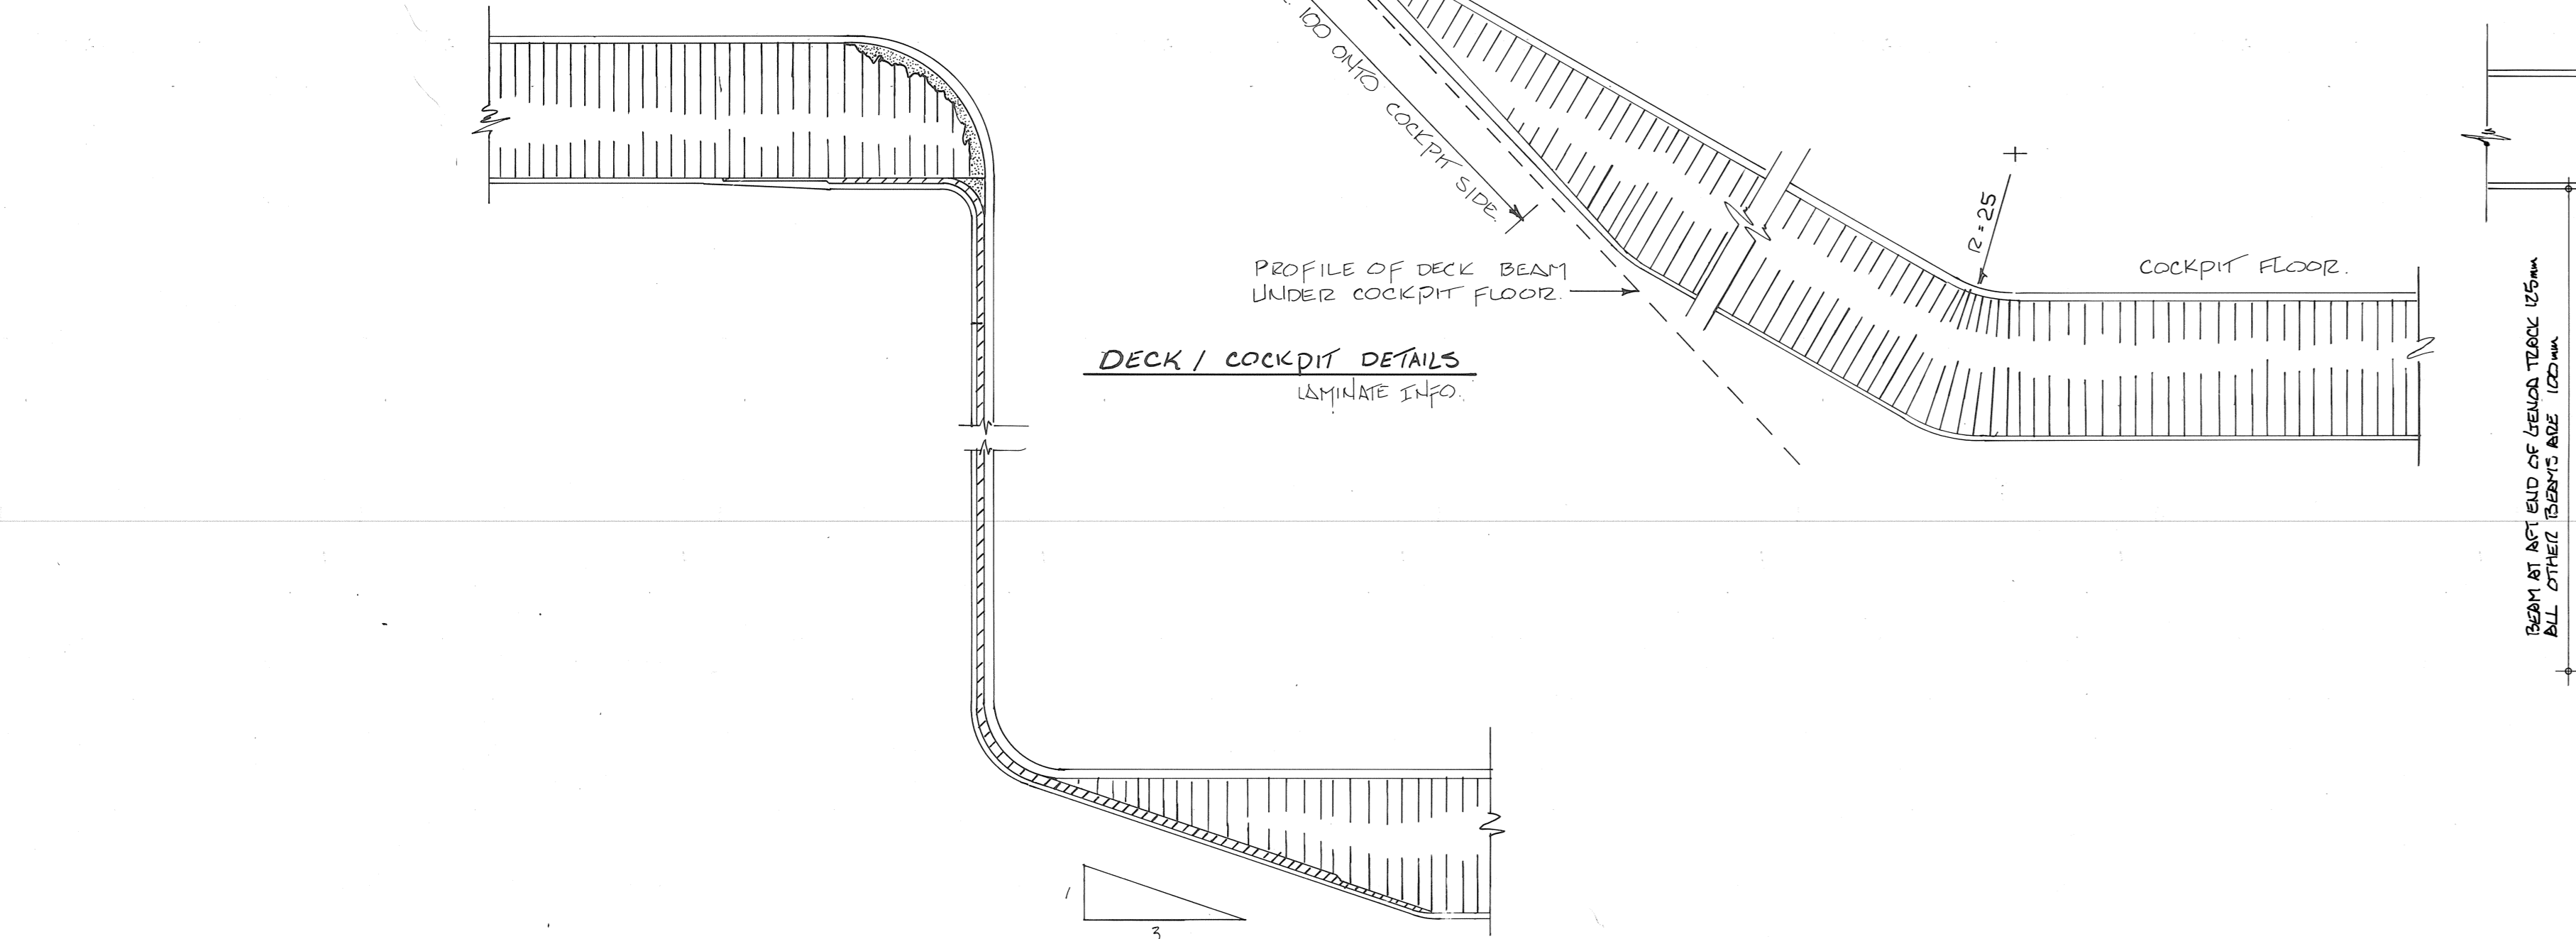 100 ONTO COCKPIT SIDE.
R = 25
COCKPIT FLOOR.
PROFILE OF DECK BEAM
UNDER COCKPIT FLOOR.
DECK / COCKPIT DETAILS
LAMINATE INFO.
1
3
BEAM AT AFT END OF GENOA TRACK 125mm
ALL OTHER BEAMS ARE 100mm